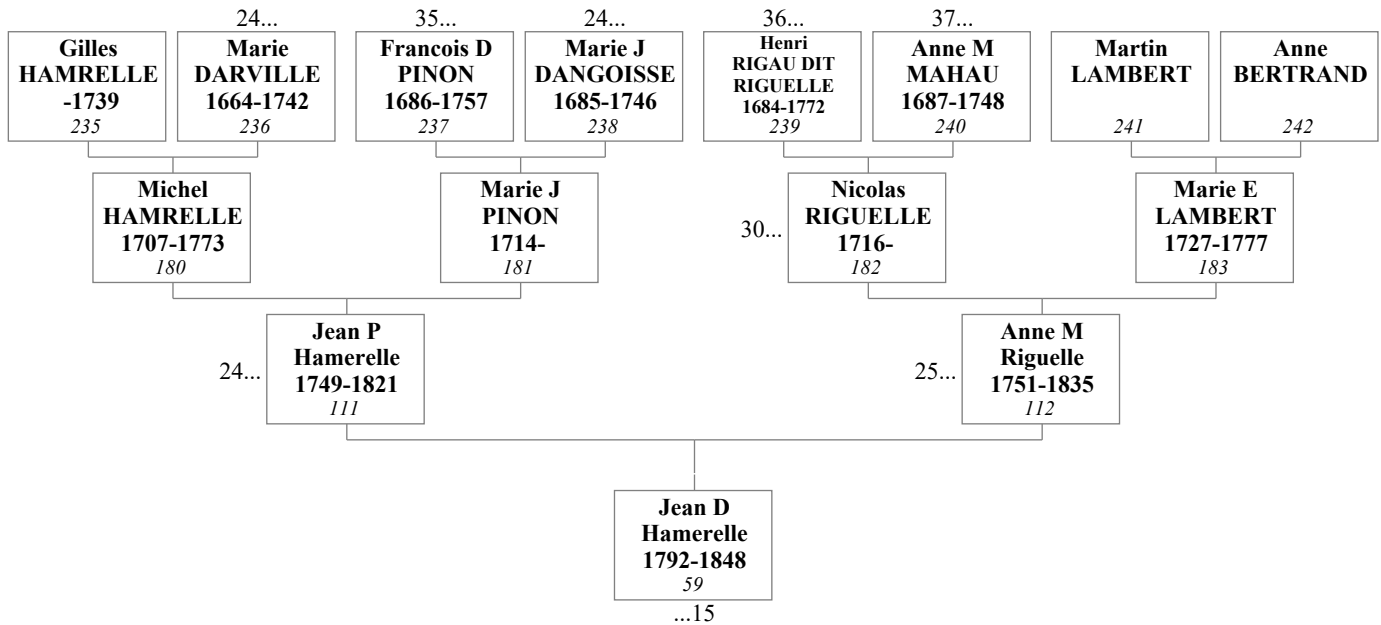 24...
35...
24...
36...
37...
Gilles
HAMRELLE
-1739
235
Marie
DARVILLE
1664-1742
236
Francois D
PINON
1686-1757
237
Marie J
DANGOISSE
1685-1746
238
Henri
RIGAU DIT
RIGUELLE
1684-1772
239
Anne M
MAHAU
1687-1748
240
Martin
LAMBERT
241
Anne
BERTRAND
242
Michel
HAMRELLE
1707-1773
180
Marie J
PINON
1714-
181
30...
Nicolas
RIGUELLE
1716-
182
Marie E
LAMBERT
1727-1777
183
24...
Jean P
Hamerelle
1749-1821
111
25...
Anne M
Riguelle
1751-1835
112
Jean D
Hamerelle
1792-1848
59
...15